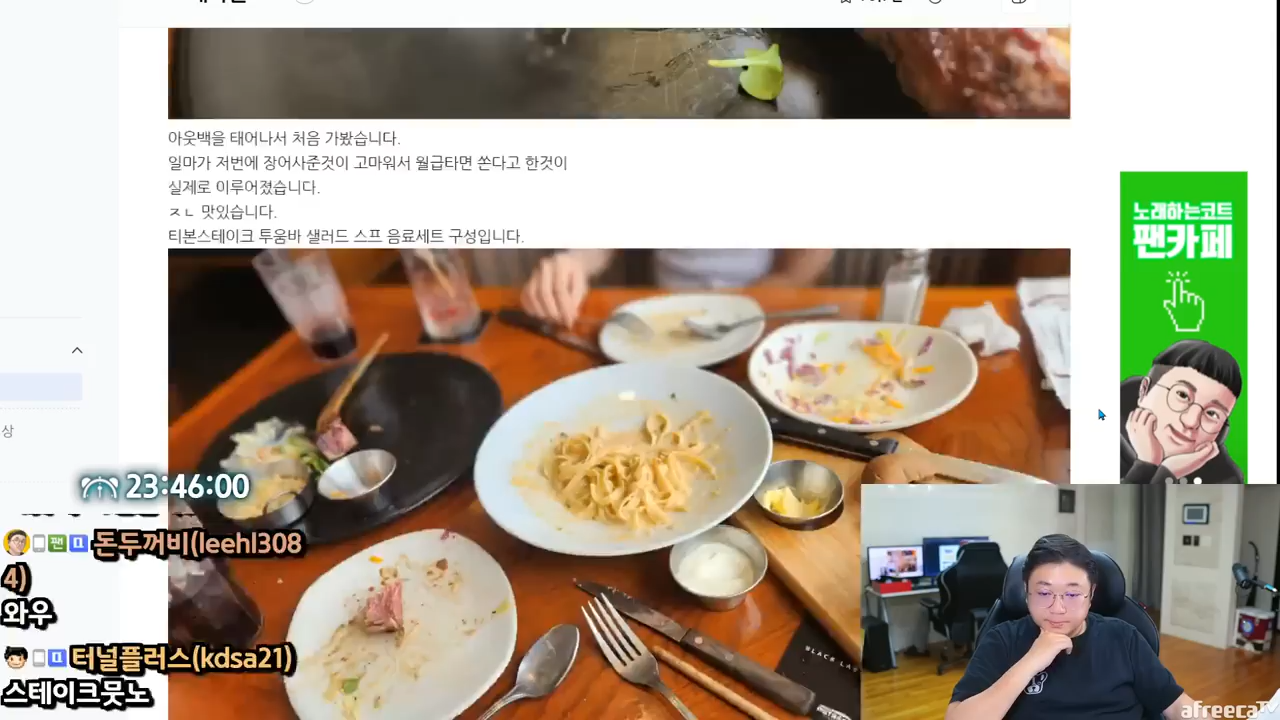 아웃백을 태어나서 처음 가봤습니다.
일마가 저번에 장어사준것이 고마워서 월급타면 쏜다고 한것이
실제로 이루어졌습니다.
ㅈㄴ 맛있습니다.
티본스테이크 투움바 샐러드 스프 음료세트 구성입니다.
노래하는코트
팬카페
상
23:46:00
팬
돈두꺼비(leehl308
4)
와우
터널플러스(kdsa21)
스테이크뭇노
BLACK LA
afreecaTV